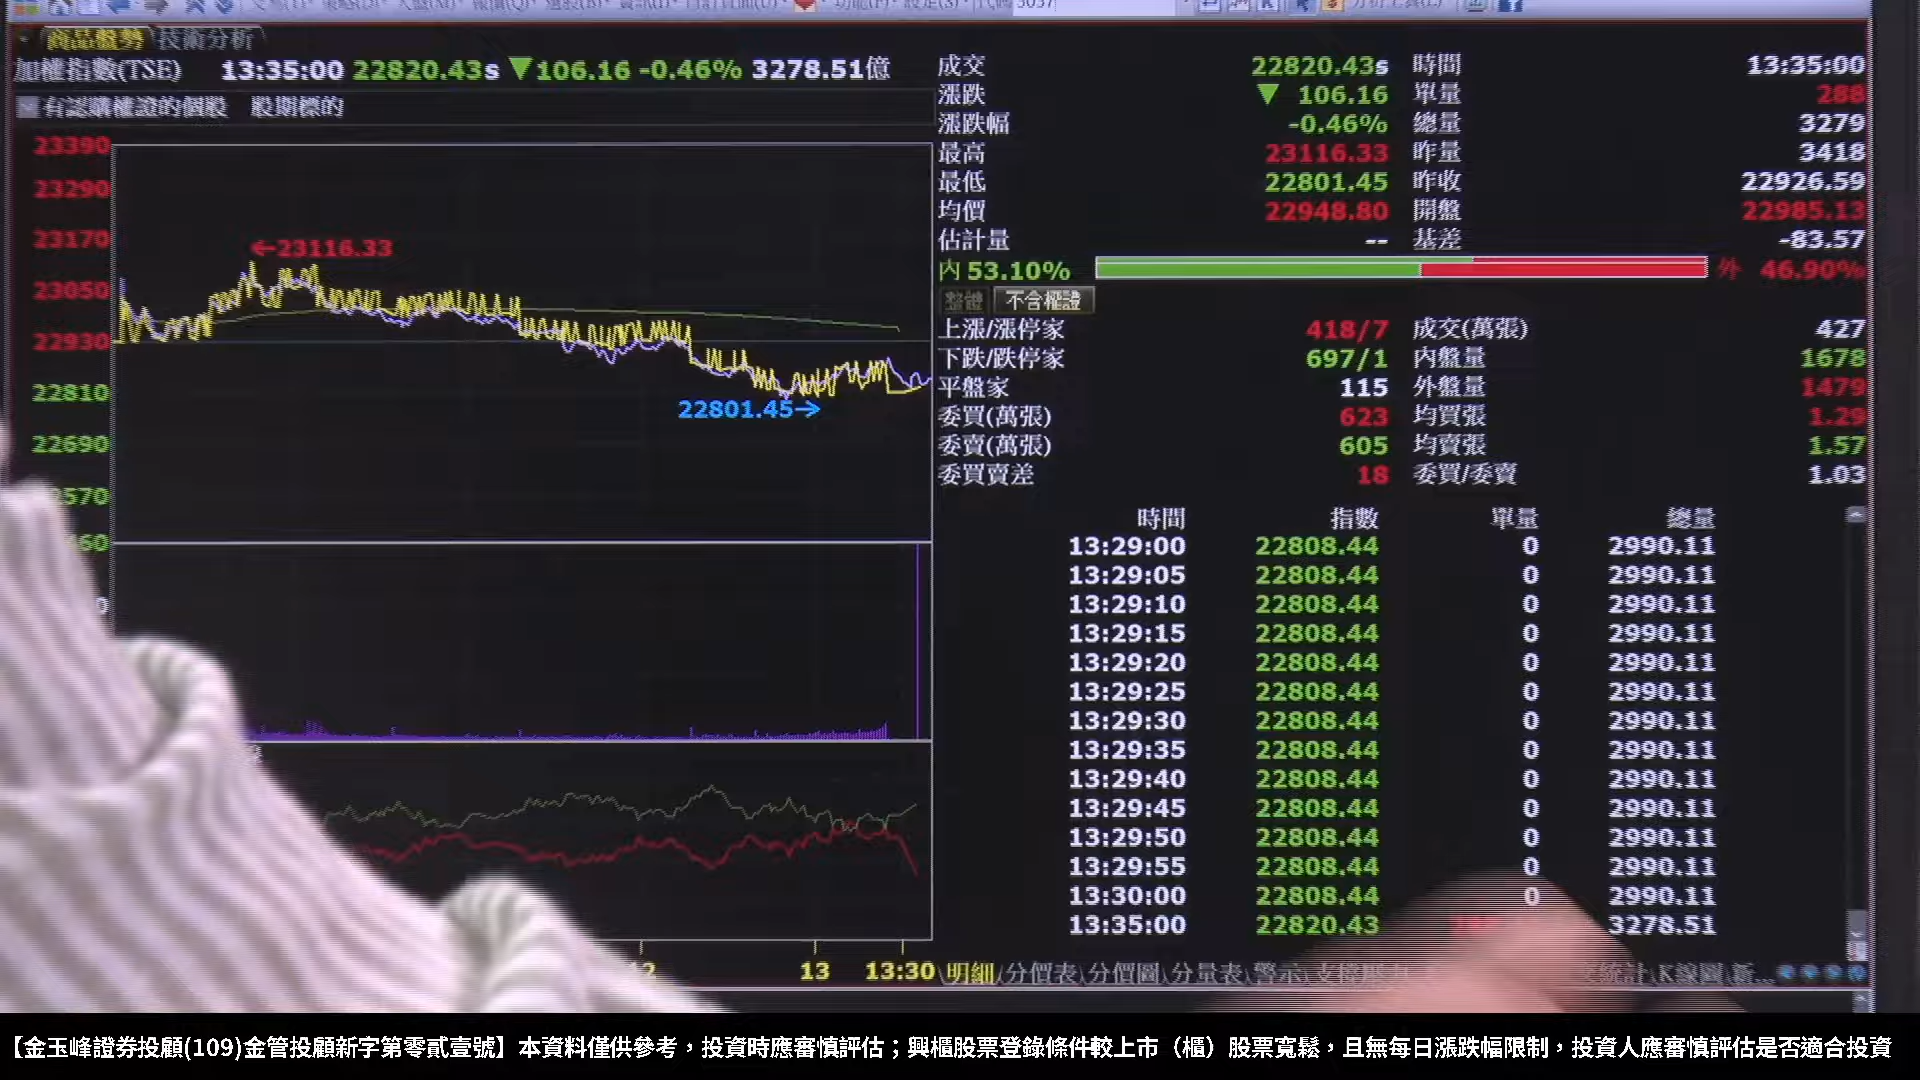 商品盤勢 技術分析
加權指數(TSE) 13:35:00 22820.43s ▼106.16 -0.46% 3278.51億
有認購權證的個股 股期標的
23390
23290
23170
23050
22930
22810
22690
←23116.33
22801.45→
13 13:30
成交 22820.43s 時間 13:35:00
漲跌 ▼ 106.16 單量 288
漲跌幅 -0.46% 總量 3279
最高 23116.33 昨量 3418
最低 22801.45 昨收 22926.59
均價 22948.80 開盤 22985.13
估計量 -- 基差 -83.57
內 53.10% 外 46.90%
整體 不含權證
上漲/漲停家 418/7 成交(萬張) 427
下跌/跌停家 697/1 內盤量 1678
平盤家 115 外盤量 1479
委買(萬張) 623 均買張 1.29
委賣(萬張) 605 均賣張 1.57
委買賣差 18 委買/委賣 1.03
時間 指數 單量 總量
13:29:00 22808.44 0 2990.11
13:29:05 22808.44 0 2990.11
13:29:10 22808.44 0 2990.11
13:29:15 22808.44 0 2990.11
13:29:20 22808.44 0 2990.11
13:29:25 22808.44 0 2990.11
13:29:30 22808.44 0 2990.11
13:29:35 22808.44 0 2990.11
13:29:40 22808.44 0 2990.11
13:29:45 22808.44 0 2990.11
13:29:50 22808.44 0 2990.11
13:29:55 22808.44 0 2990.11
13:30:00 22808.44 0 2990.11
13:35:00 22820.43 3278.51
明細 分價表 分價圖 分量表 警示 統計 K線圖
【金玉峰證券投顧(109)金管投顧新字第零貳壹號】本資料僅供參考，投資時應審慎評估；興櫃股票登錄條件較上市（櫃）股票寬鬆，且無每日漲跌幅限制，投資人應審慎評估是否適合投資